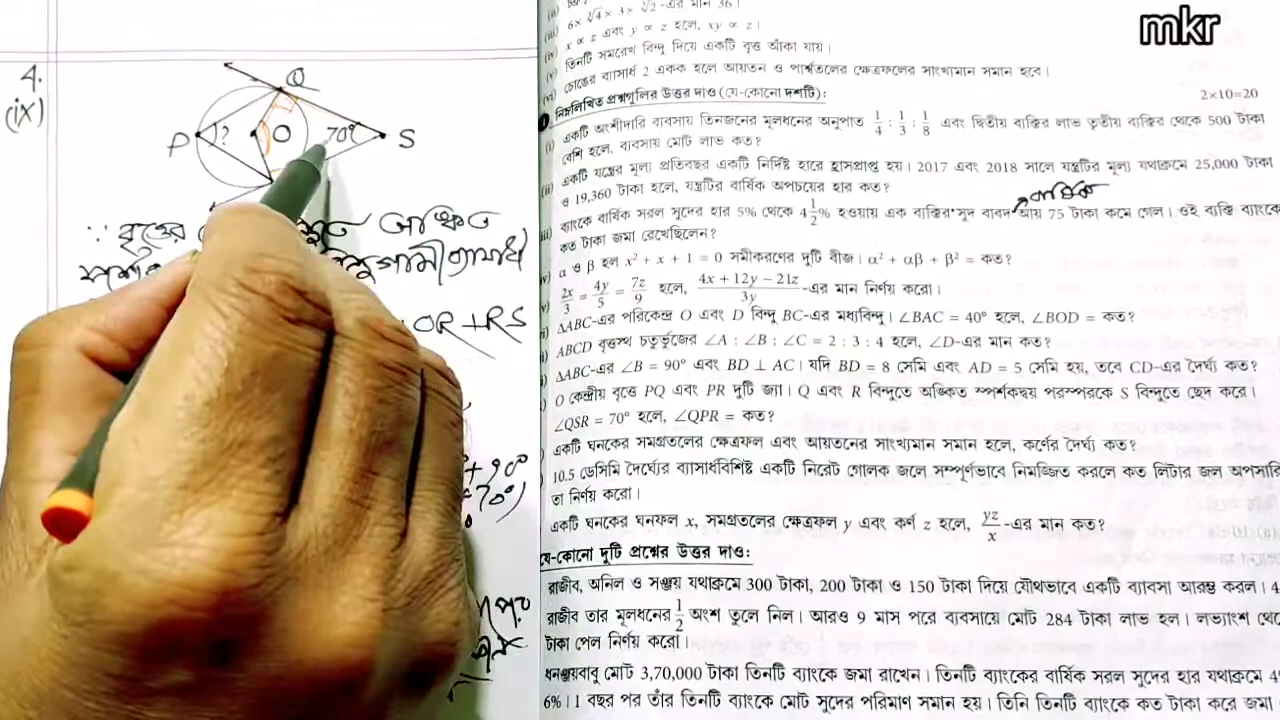 mkr
4.
(ix)
Q
P
?
O
70°
S
∵ বৃত্তের অঙ্কিত
OR ⊥ RS
+ 90°
70°)
(iii) 6× ∛4 × 3 × ∛2 -এর মান 36।
(iii) x ∝ z এবং y ∝ z হলে, xy ∝ z।
(iv) তিনটি সমরেখ বিন্দু দিয়ে একটি বৃত্ত আঁকা যায়।
(v) চোঙের ব্যাসার্ধ 2 একক হলে আয়তন ও পার্শ্বতলের ক্ষেত্রফলের সাংখ্যমান সমান হবে।
(vi)
নিম্নলিখিত প্রশ্নগুলির উত্তর দাও (যে-কোনো দশটি): 2×10=20
(i) একটি অংশীদারি ব্যবসায় তিনজনের মূলধনের অনুপাত 1/4 : 1/3 : 1/8 এবং দ্বিতীয় ব্যক্তির লাভ তৃতীয় ব্যক্তির থেকে 500 টাকা
বেশি হলে, ব্যবসায় মোট লাভ কত?
(ii) একটি যন্ত্রের মূল্য প্রতিবছর একটি নির্দিষ্ট হারে হ্রাসপ্রাপ্ত হয়। 2017 এবং 2018 সালে যন্ত্রটির মূল্য যথাক্রমে 25,000 টাকা
ও 19,360 টাকা হলে, যন্ত্রটির বার্ষিক অপচয়ের হার কত?
বার্ষিক
ব্যাংকে বার্ষিক সরল সুদের হার 5% থেকে 4½% হওয়ায় এক ব্যক্তির সুদ বাবদ আয় 75 টাকা কমে গেল। ওই ব্যক্তি ব্যাংকে
কত টাকা জমা রেখেছিলেন?
α ও β হল x² + x + 1 = 0 সমীকরণের দুটি বীজ। α² + αβ + β² = কত?
2x/3 = 4y/5 = 7z/9 হলে, (4x + 12y − 21z)/3y -এর মান নির্ণয় করো।
ΔABC-এর পরিকেন্দ্র O এবং D বিন্দু BC-এর মধ্যবিন্দু। ∠BAC = 40° হলে, ∠BOD = কত?
ABCD বৃত্তস্থ চতুর্ভুজের ∠A : ∠B : ∠C = 2 : 3 : 4 হলে, ∠D-এর মান কত?
ΔABC-এর ∠B = 90° এবং BD ⊥ AC। যদি BD = 8 সেমি এবং AD = 5 সেমি হয়, তবে CD-এর দৈর্ঘ্য কত?
O কেন্দ্রীয় বৃত্তে PQ এবং PR দুটি জ্যা। Q এবং R বিন্দুতে অঙ্কিত স্পর্শকদ্বয় পরস্পরকে S বিন্দুতে ছেদ করে।
∠QSR = 70° হলে, ∠QPR = কত?
একটি ঘনকের সমগ্রতলের ক্ষেত্রফল এবং আয়তনের সাংখ্যমান সমান হলে, কর্ণের দৈর্ঘ্য কত?
10.5 ডেসিমি দৈর্ঘ্যের ব্যাসার্ধবিশিষ্ট একটি নিরেট গোলক জলে সম্পূর্ণভাবে নিমজ্জিত করলে কত লিটার জল অপসারি
তা নির্ণয় করো।
একটি ঘনকের ঘনফল x, সমগ্রতলের ক্ষেত্রফল y এবং কর্ণ z হলে, yz/x -এর মান কত?
যে-কোনো দুটি প্রশ্নের উত্তর দাও:
রাজীব, অনিল ও সঞ্জয় যথাক্রমে 300 টাকা, 200 টাকা ও 150 টাকা দিয়ে যৌথভাবে একটি ব্যাবসা আরম্ভ করল। 4
রাজীব তার মূলধনের 1/2 অংশ তুলে নিল। আরও 9 মাস পরে ব্যবসায়ে মোট 284 টাকা লাভ হল। লভ্যাংশ থে
টাকা পেল নির্ণয় করো।
ধনঞ্জয়বাবু মোট 3,70,000 টাকা তিনটি ব্যাংকে জমা রাখেন। তিনটি ব্যাংকের বার্ষিক সরল সুদের হার যথাক্রমে 4
6%। 1 বছর পর তাঁর তিনটি ব্যাংকে মোট সুদের পরিমাণ সমান হয়। তিনি তিনটি ব্যাংকে কত টাকা করে জমা